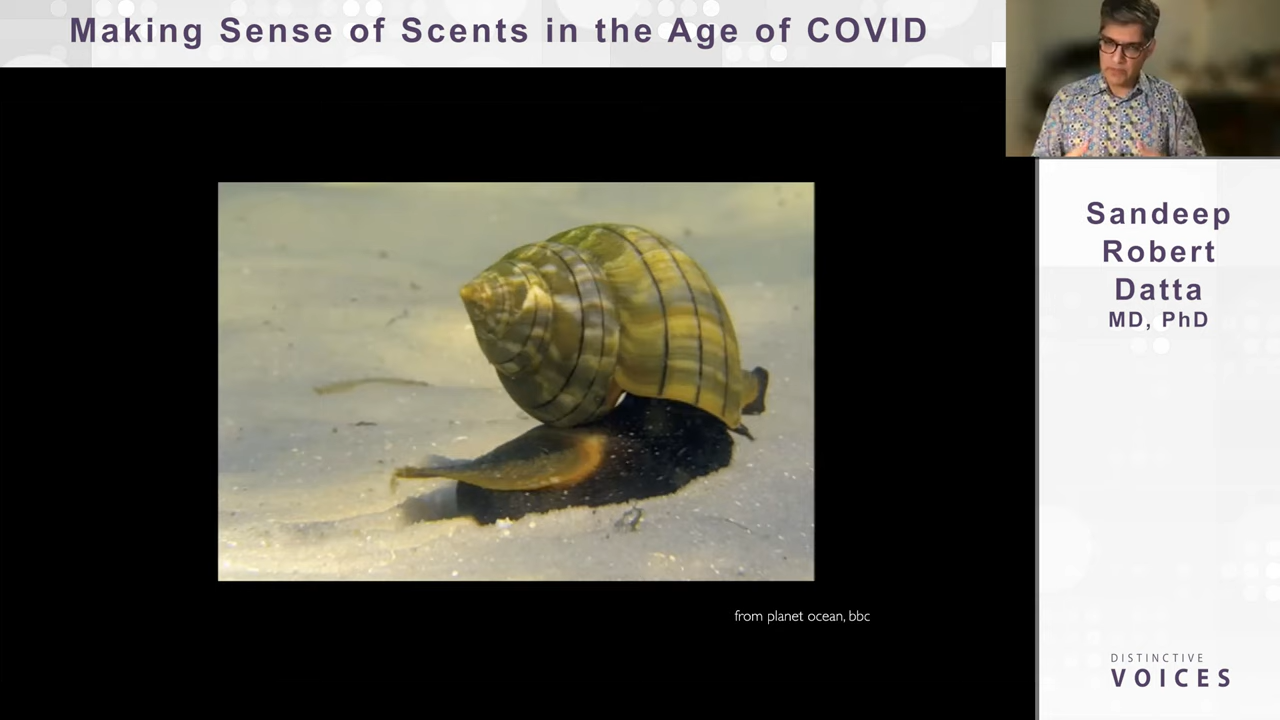 Making Sense of Scents in the Age of COVID
Sandeep
Robert
Datta
MD, PhD
from planet ocean, bbc
DISTINCTIVE
VOICES